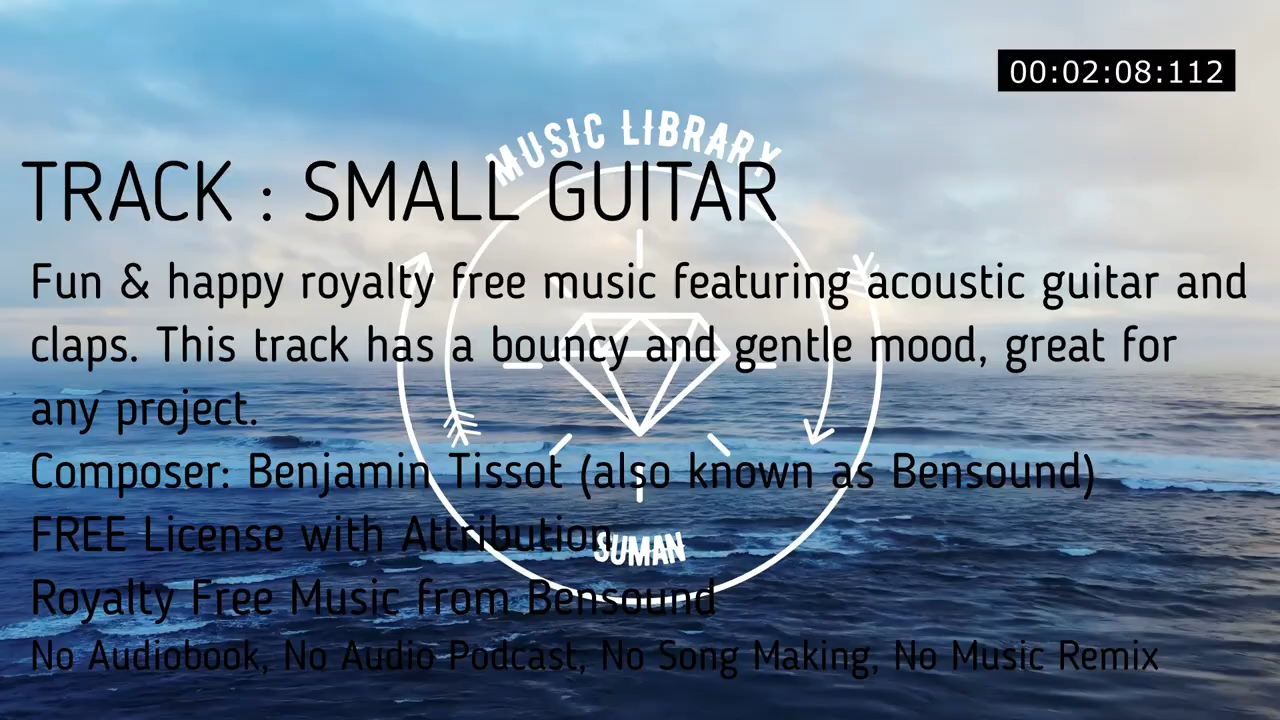 00:02:08:112
MUSIC LIBRARY
TRACK : SMALL GUITAR
Fun & happy royalty free music featuring acoustic guitar and
claps. This track has a bouncy and gentle mood, great for
any project.
Composer: Benjamin Tissot (also known as Bensound)
FREE License with Attribution
SUMAN
Royalty Free Music from Bensound
No Audiobook, No Audio Podcast, No Song Making, No Music Remix